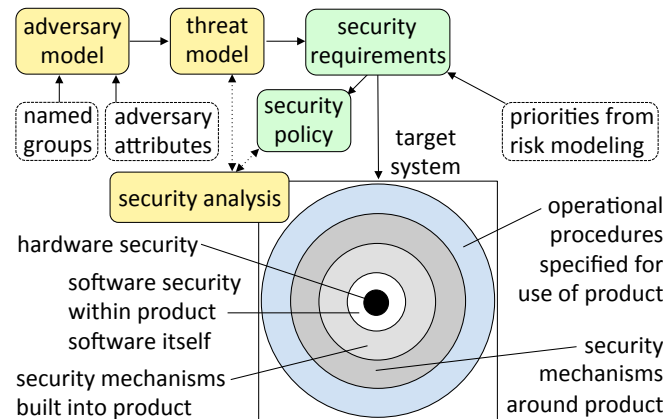 adversary
model
threat
model
security
requirements
named
groups
adversary
attributes
security
policy
priorities from
risk modeling
target
system
security analysis
hardware security
software security
within product
software itself
security mechanisms
built into product
operational
procedures
specified for
use of product
security
mechanisms
around product